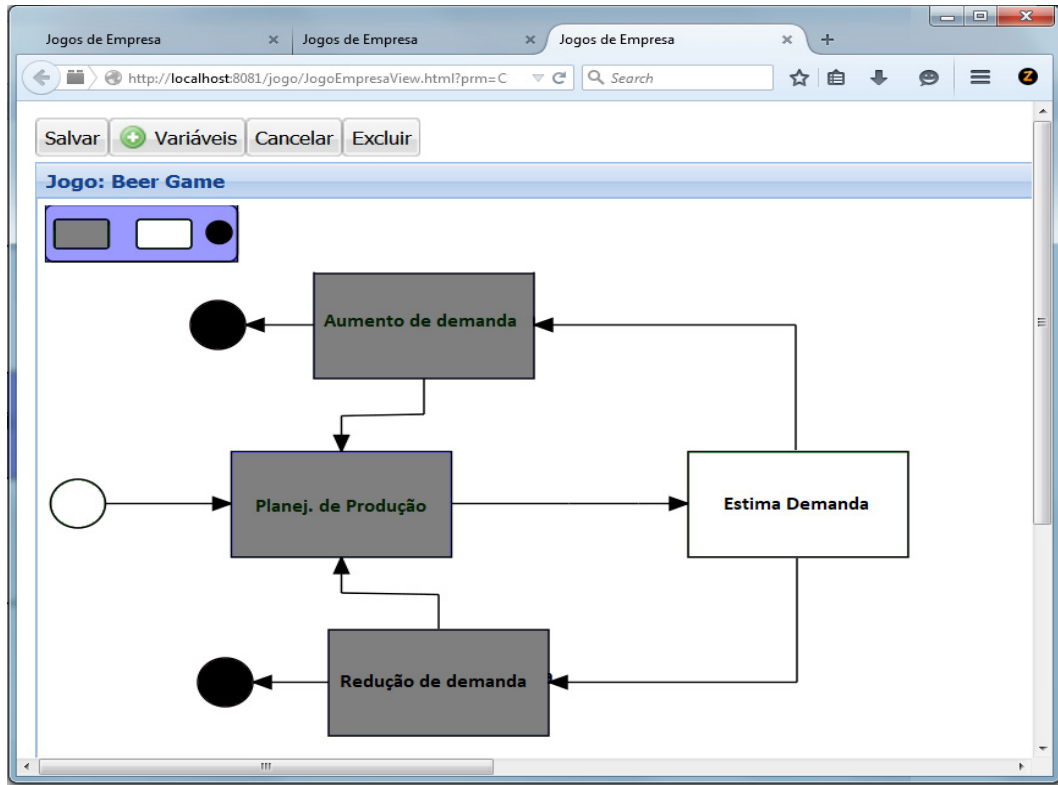 Jogos de Empresa
Jogos de Empresa
Jogos de Empresa
http://localhost:8081/jogo/JogoEmpresaView.html?prm=C
Search
Salvar
Variáveis
Cancelar
Excluir
Jogo: Beer Game
Aumento de demanda
Planej. de Produção
Estima Demanda
Redução de demanda